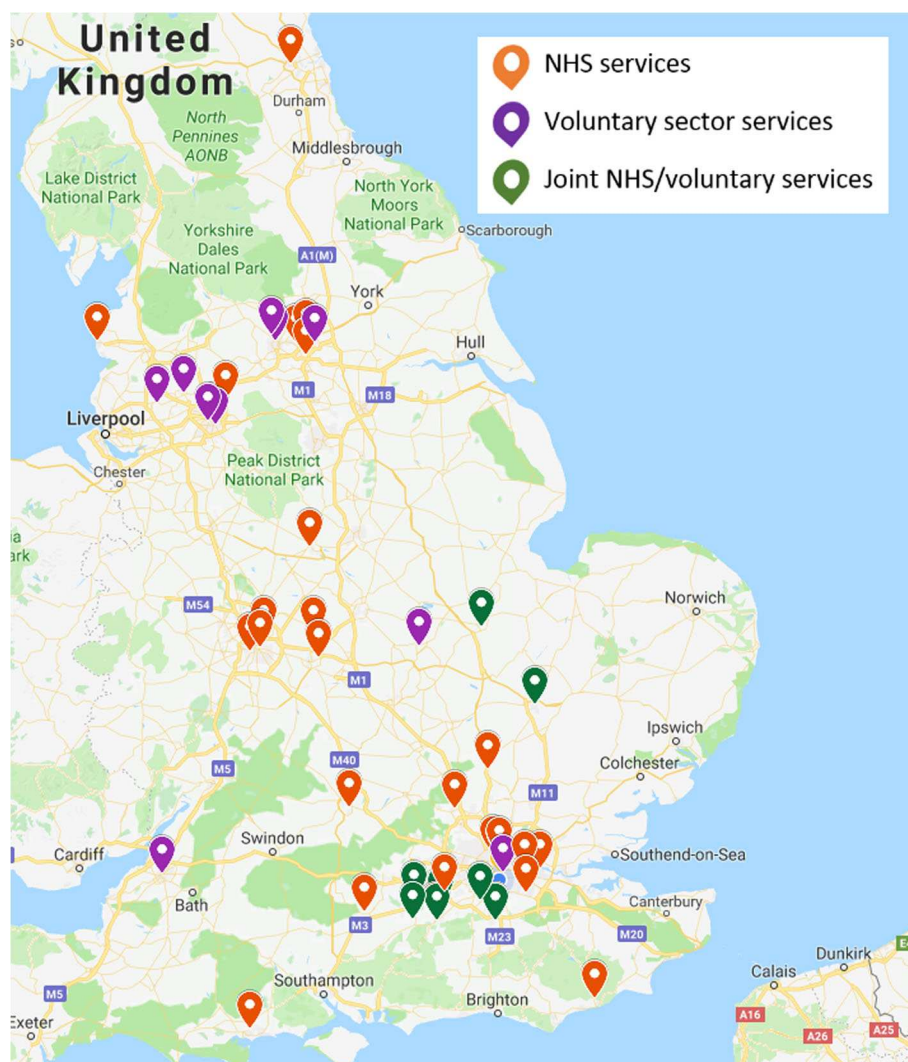 United
Kingdom
NHS services
Voluntary sector services
Joint NHS/voluntary services
Durham
North
Pennines
AONB
Middlesbrough
Lake District
National Park
North York
Moors
National Park
Scarborough
Yorkshire
Dales
National Park
A1(M)
York
Hull
M1
M18
Liverpool
Chester
Peak District
National Park
ark
M54
Norwich
M1
Ipswich
M5
M40
Colchester
M11
Swindon
Cardiff
Southend-on-Sea
Bath
Canterbury
M3
M23
M20
Southampton
Dunkirk
Calais
M5
Brighton
Exeter
A16
A26
A25